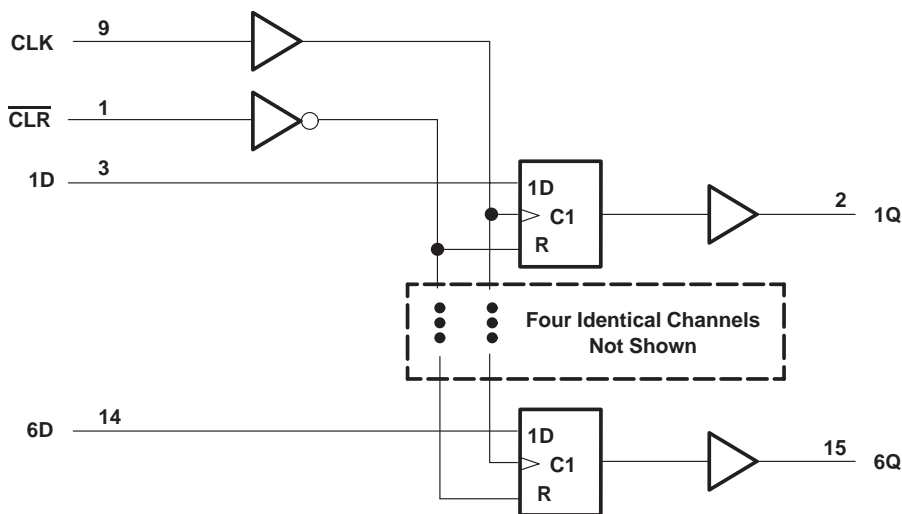 CLK 9
CLR 1
1D 3
1D
C1
R
2 1Q
Four Identical Channels
Not Shown
6D 14
1D
C1
R
15 6Q